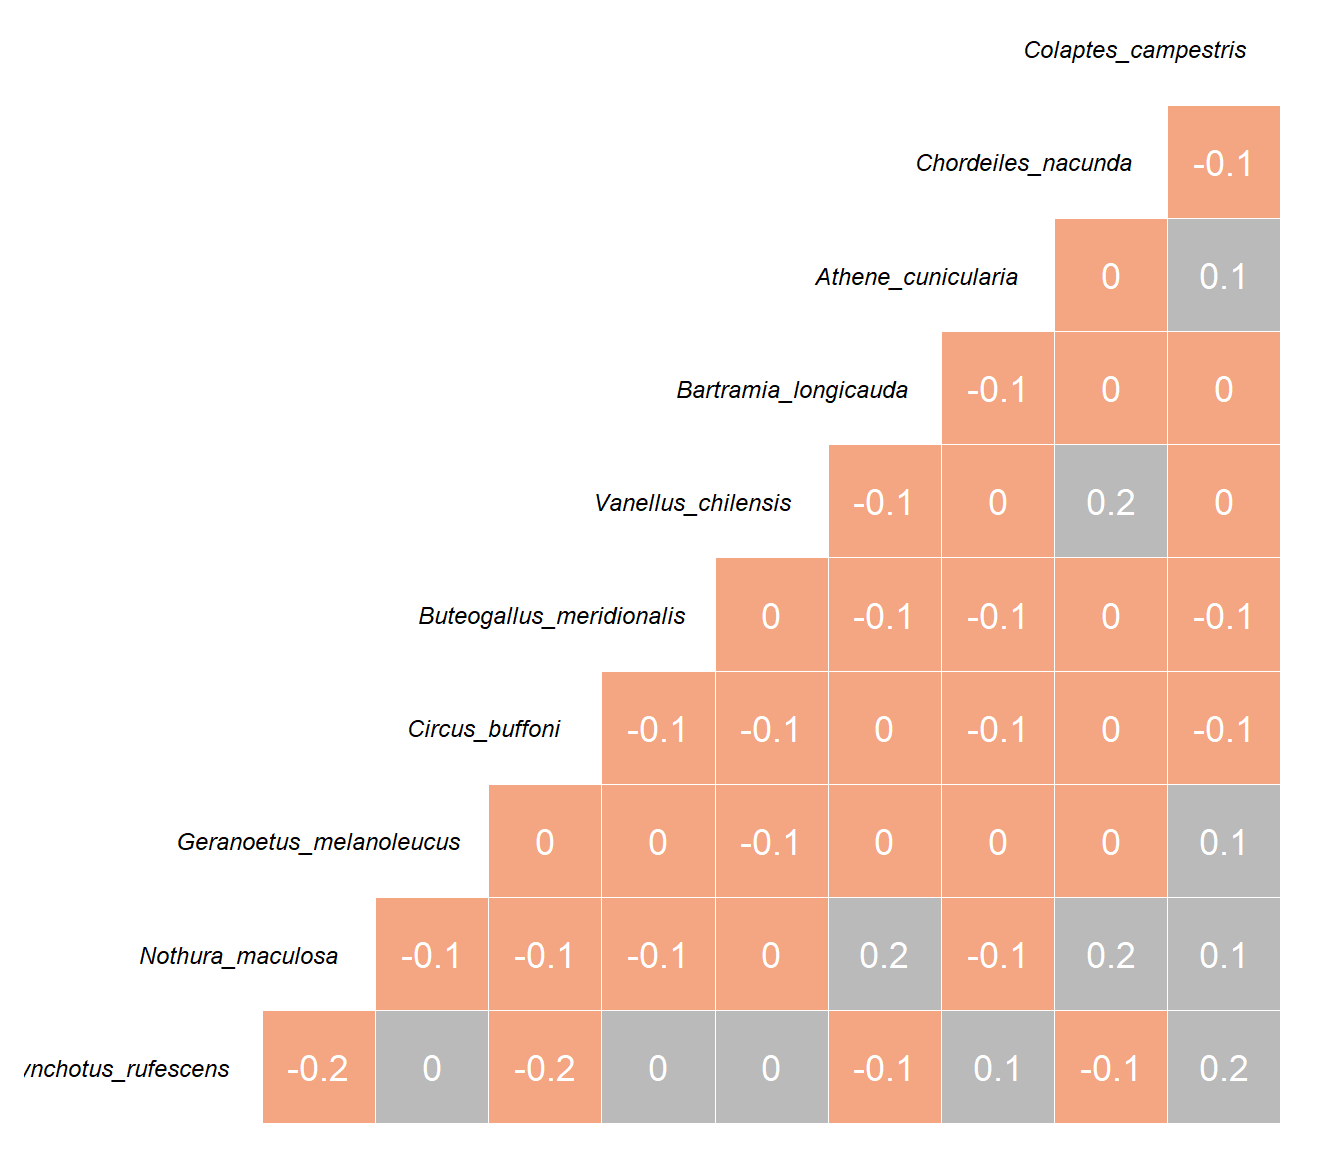 Colaptes_campestris
Chordeiles_nacunda -0.1
Athene_cunicularia 0 0.1
Bartramia_longicauda -0.1 0 0
Vanellus_chilensis -0.1 0 0.2 0
Buteogallus_meridionalis 0 -0.1 -0.1 0 -0.1
Circus_buffoni -0.1 -0.1 0 -0.1 0 -0.1
Geranoetus_melanoleucus 0 0 -0.1 0 0 0 0.1
Nothura_maculosa -0.1 -0.1 -0.1 0 0.2 -0.1 0.2 0.1
ynchotus_rufescens -0.2 0 -0.2 0 0 -0.1 0.1 -0.1 0.2